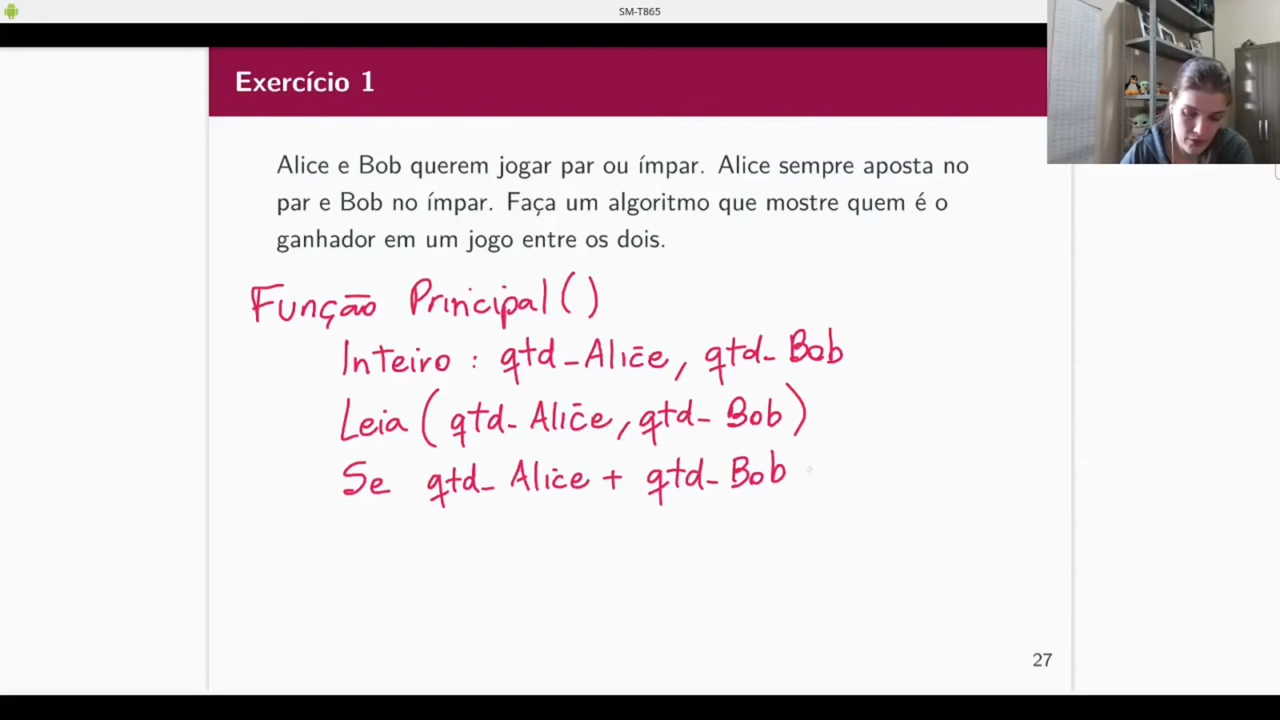 SM-T865
Exercício 1
Alice e Bob querem jogar par ou ímpar. Alice sempre aposta no
par e Bob no ímpar. Faça um algoritmo que mostre quem é o
ganhador em um jogo entre os dois.
Função Principal()
Inteiro : qtd_Alice, qtd_Bob
Leia (qtd_Alice, qtd_Bob)
Se qtd_Alice + qtd_Bob
27